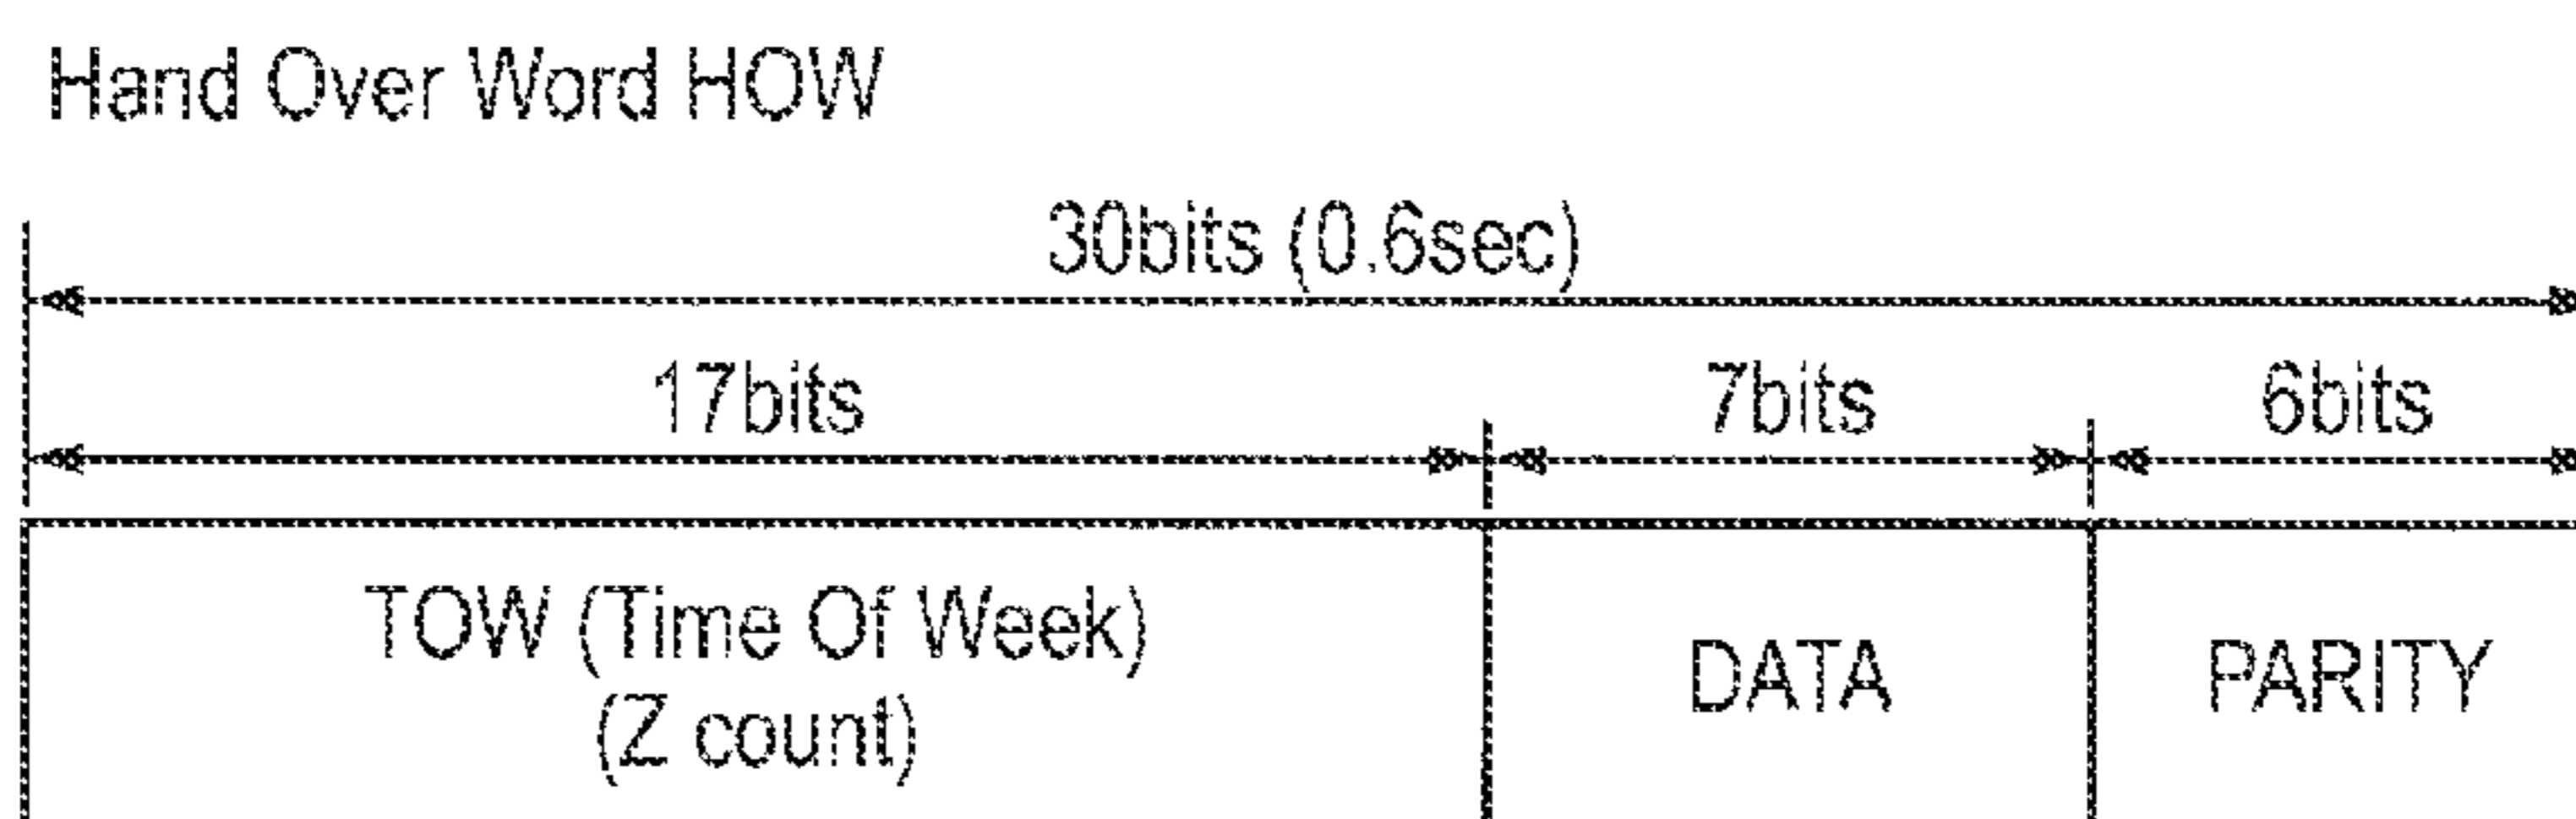 Hand Over Word HOW
30bits (0.6sec)
17bits 7bits 6bits
TOW (Time Of Week)
(Z count)
DATA
PARITY